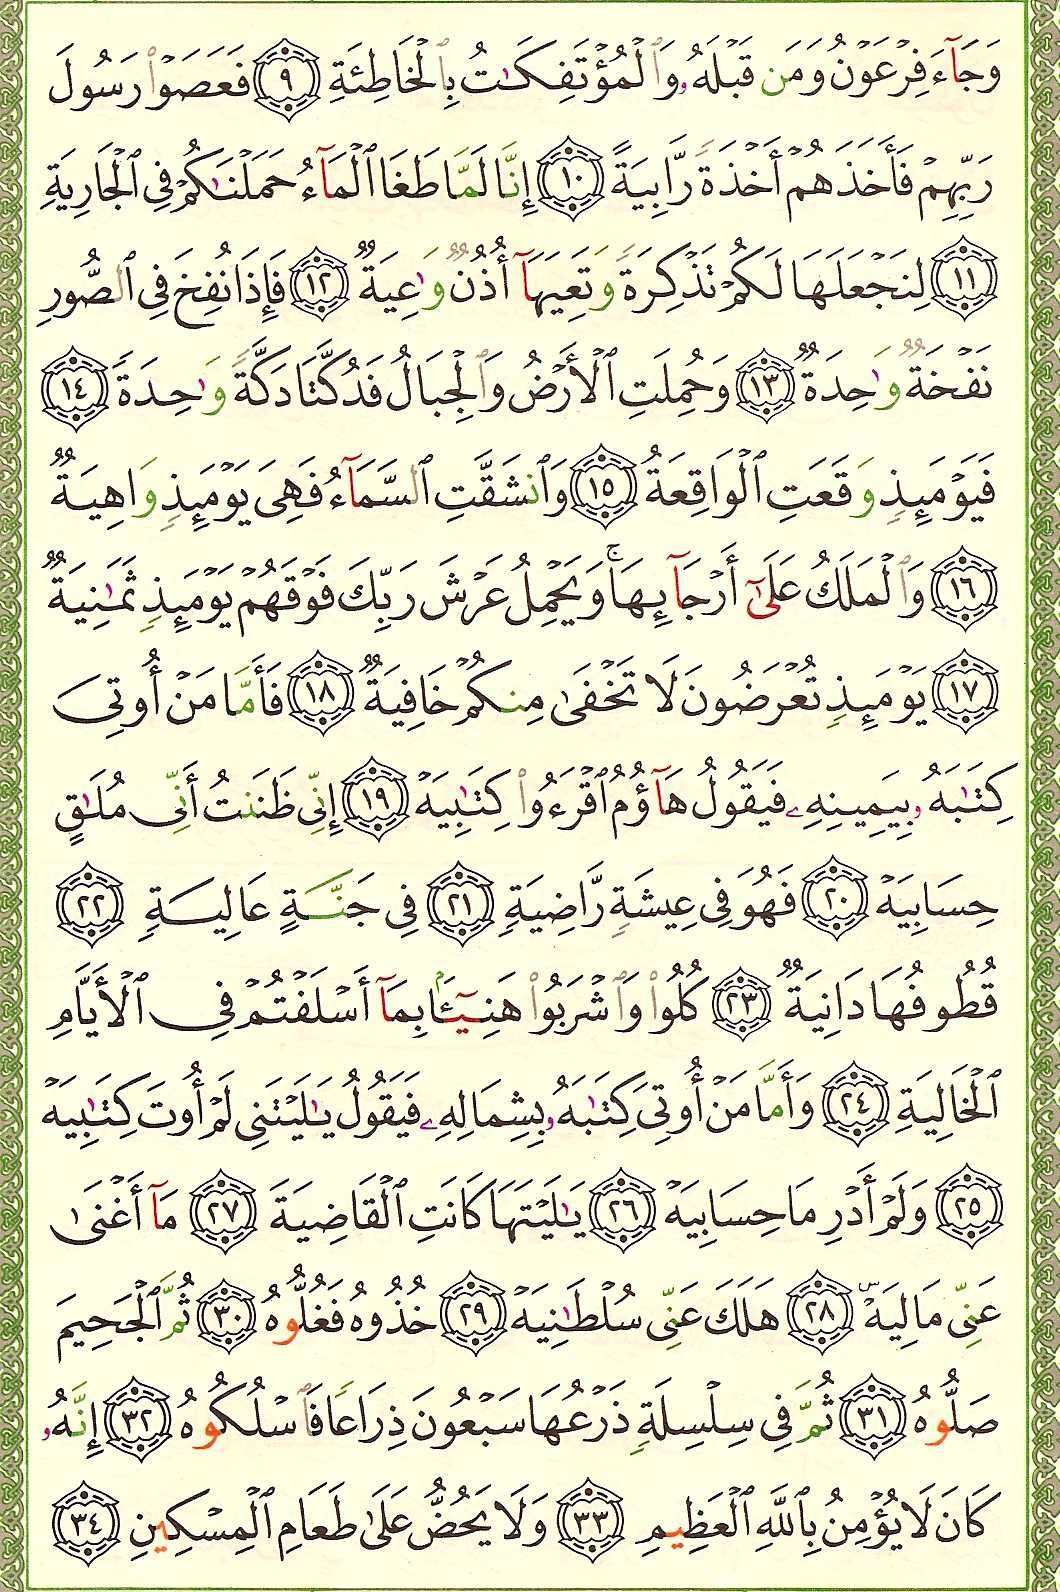 وَجَآءَ فِرْعَوْنُ وَمَن قَبْلَهُۥ وَٱلْمُؤْتَفِكَـٰتُ بِٱلْخَاطِئَةِ ٩ فَعَصَوْا۟ رَسُولَ
رَبِّهِمْ فَأَخَذَهُمْ أَخْذَةً رَّابِيَةً ١٠ إِنَّا لَمَّا طَغَا ٱلْمَآءُ حَمَلْنَـٰكُمْ فِى ٱلْجَارِيَةِ
١١ لِنَجْعَلَهَا لَكُمْ تَذْكِرَةً وَتَعِيَهَآ أُذُنٌ وَٰعِيَةٌ ١٢ فَإِذَا نُفِخَ فِى ٱلصُّورِ
نَفْخَةٌ وَٰحِدَةٌ ١٣ وَحُمِلَتِ ٱلْأَرْضُ وَٱلْجِبَالُ فَدُكَّتَا دَكَّةً وَٰحِدَةً ١٤
فَيَوْمَئِذٍ وَقَعَتِ ٱلْوَاقِعَةُ ١٥ وَٱنشَقَّتِ ٱلسَّمَآءُ فَهِىَ يَوْمَئِذٍ وَاهِيَةٌ
١٦ وَٱلْمَلَكُ عَلَىٰٓ أَرْجَآئِهَا ۚ وَيَحْمِلُ عَرْشَ رَبِّكَ فَوْقَهُمْ يَوْمَئِذٍ ثَمَـٰنِيَةٌ
١٧ يَوْمَئِذٍ تُعْرَضُونَ لَا تَخْفَىٰ مِنكُمْ خَافِيَةٌ ١٨ فَأَمَّا مَنْ أُوتِىَ
كِتَـٰبَهُۥ بِيَمِينِهِۦ فَيَقُولُ هَآؤُمُ ٱقْرَءُوا۟ كِتَـٰبِيَهْ ١٩ إِنِّى ظَنَنتُ أَنِّى مُلَـٰقٍ
حِسَابِيَهْ ٢٠ فَهُوَ فِى عِيشَةٍ رَّاضِيَةٍ ٢١ فِى جَنَّةٍ عَالِيَةٍ ٢٢
قُطُوفُهَا دَانِيَةٌ ٢٣ كُلُوا۟ وَٱشْرَبُوا۟ هَنِيٓـًٔۢا بِمَآ أَسْلَفْتُمْ فِى ٱلْأَيَّامِ
ٱلْخَالِيَةِ ٢٤ وَأَمَّا مَنْ أُوتِىَ كِتَـٰبَهُۥ بِشِمَالِهِۦ فَيَقُولُ يَـٰلَيْتَنِى لَمْ أُوتَ كِتَـٰبِيَهْ
٢٥ وَلَمْ أَدْرِ مَا حِسَابِيَهْ ٢٦ يَـٰلَيْتَهَا كَانَتِ ٱلْقَاضِيَةَ ٢٧ مَآ أَغْنَىٰ
عَنِّى مَالِيَهْ ۜ ٢٨ هَلَكَ عَنِّى سُلْطَـٰنِيَهْ ٢٩ خُذُوهُ فَغُلُّوهُ ٣٠ ثُمَّ ٱلْجَحِيمَ
صَلُّوهُ ٣١ ثُمَّ فِى سِلْسِلَةٍ ذَرْعُهَا سَبْعُونَ ذِرَاعًا فَٱسْلُكُوهُ ٣٢ إِنَّهُۥ
كَانَ لَا يُؤْمِنُ بِٱللَّهِ ٱلْعَظِيمِ ٣٣ وَلَا يَحُضُّ عَلَىٰ طَعَامِ ٱلْمِسْكِينِ ٣٤